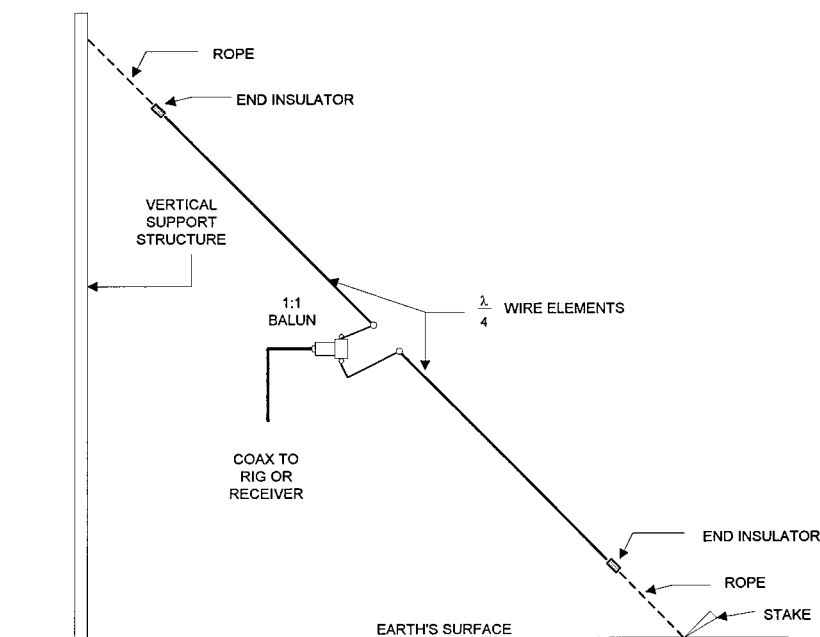 ROPE
END INSULATOR
VERTICAL
SUPPORT
STRUCTURE
1:1
BALUN
λ
4
WIRE ELEMENTS
COAX TO
RIG OR
RECEIVER
END INSULATOR
ROPE
STAKE
EARTH'S SURFACE